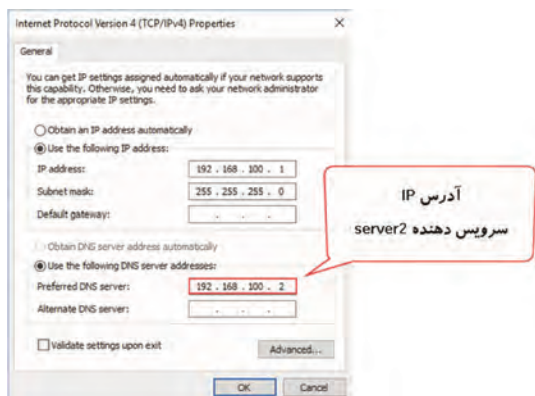 Internet Protocol Version 4 (TCP/IPv4) Properties
General
You can get IP settings assigned automatically if your network supports
this capability. Otherwise, you need to ask your network administrator
for the appropriate IP settings.
Obtain an IP address automatically
Use the following IP address:
IP address: 192 . 168 . 100 . 1
Subnet mask: 255 . 255 . 255 . 0
Default gateway: . . .
Obtain DNS server address automatically
Use the following DNS server addresses:
Preferred DNS server: 192 . 168 . 100 . 2
Alternate DNS server: . . .
Validate settings upon exit
Advanced...
OK Cancel
آدرس IP
سرویس دهنده server2